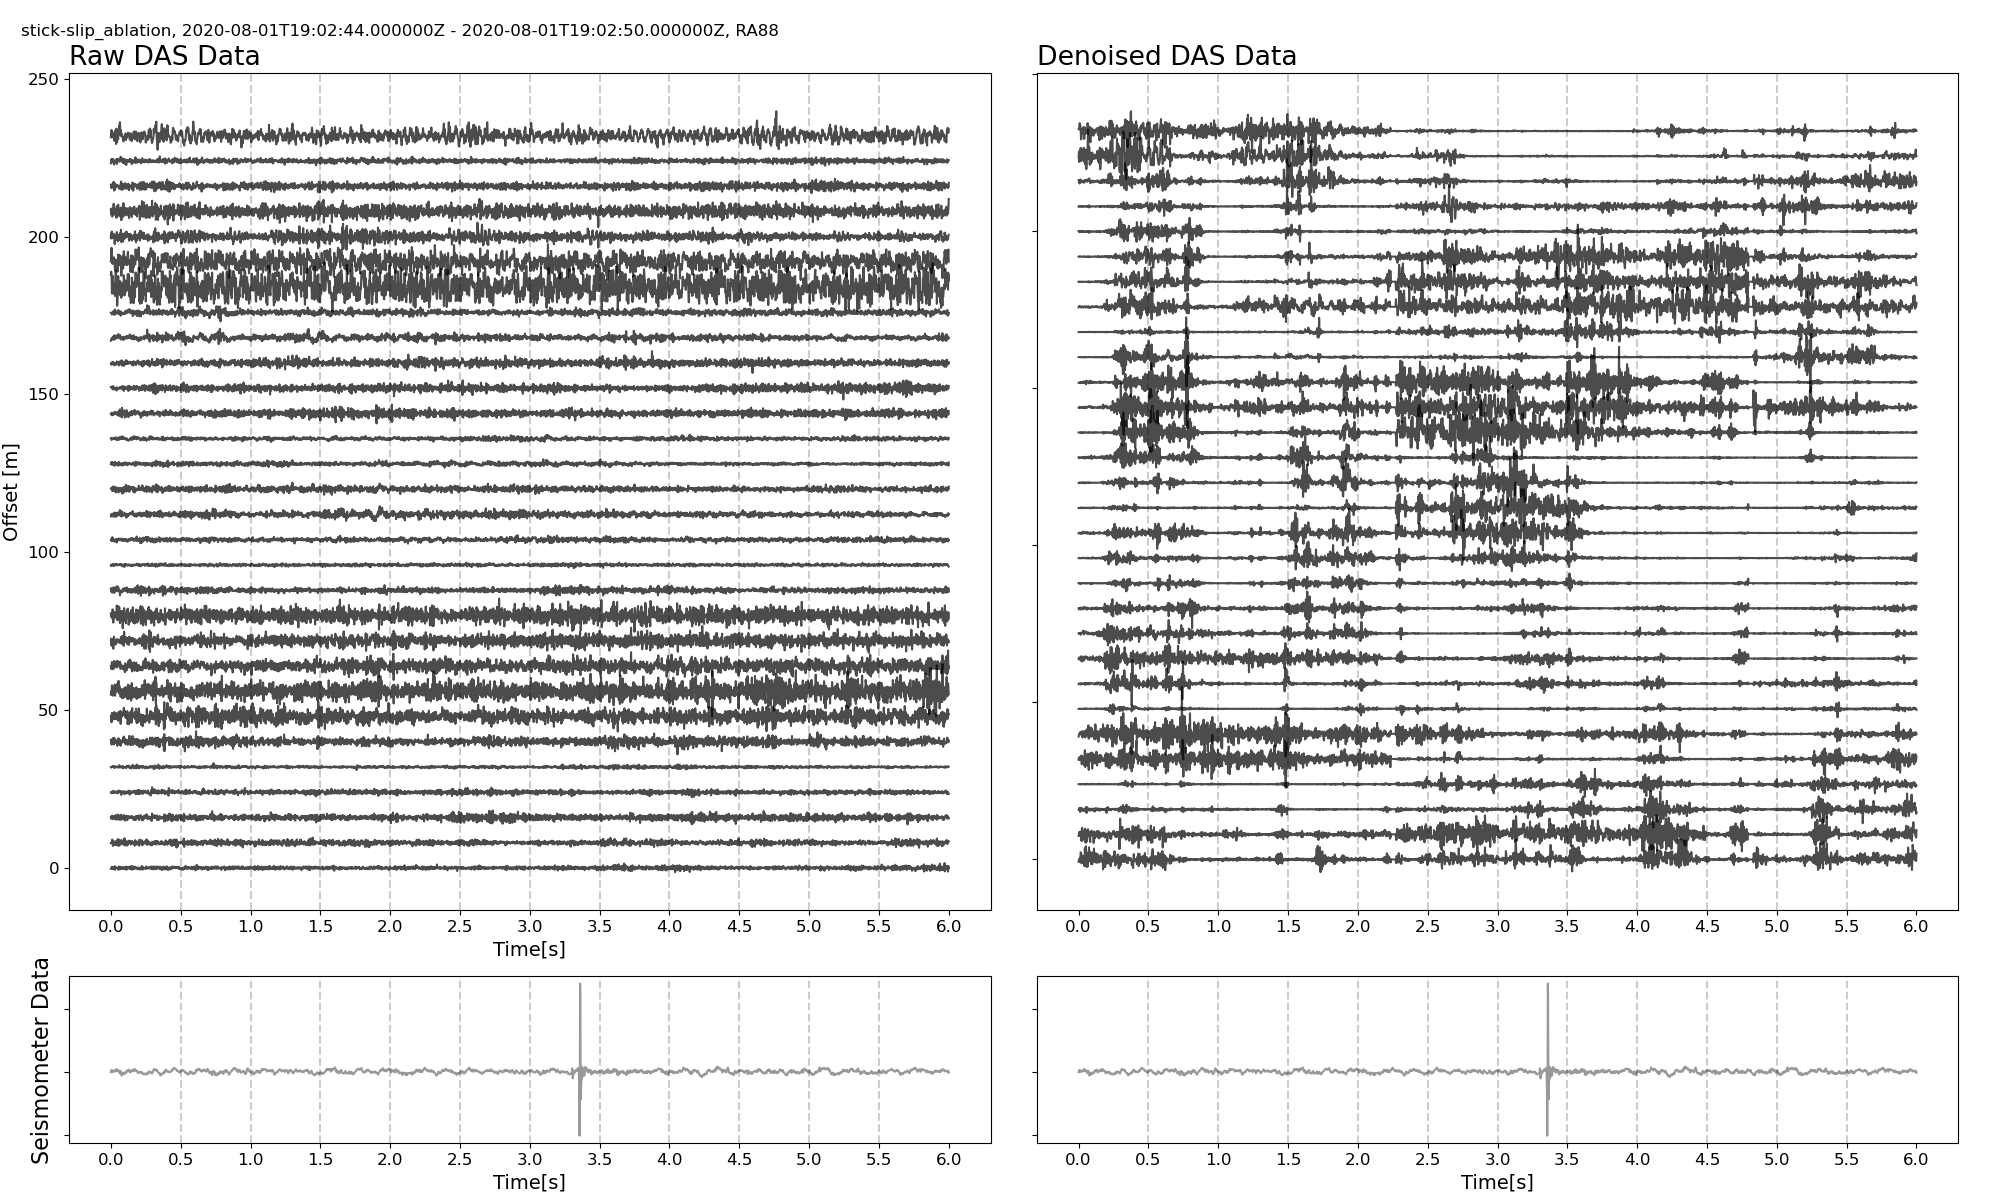 stick-slip_ablation, 2020-08-01T19:02:44.000000Z - 2020-08-01T19:02:50.000000Z, RA88
Raw DAS Data
Denoised DAS Data
250
200
150
100
50
0
Offset [m]
0.0 0.5 1.0 1.5 2.0 2.5 3.0 3.5 4.0 4.5 5.0 5.5 6.0
Time[s]
0.0 0.5 1.0 1.5 2.0 2.5 3.0 3.5 4.0 4.5 5.0 5.5 6.0
Seismometer Data
0.0 0.5 1.0 1.5 2.0 2.5 3.0 3.5 4.0 4.5 5.0 5.5 6.0
Time[s]
0.0 0.5 1.0 1.5 2.0 2.5 3.0 3.5 4.0 4.5 5.0 5.5 6.0
Time[s]